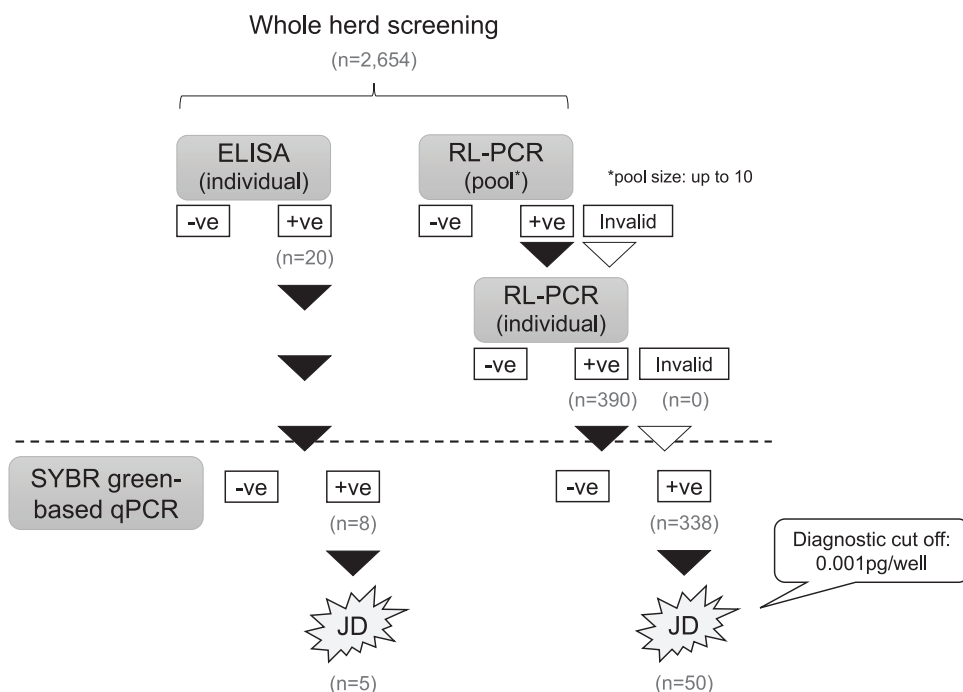 Whole herd screening
(n=2,654)
ELISA
(individual)
RL-PCR
(pool*)
*pool size: up to 10
-ve
+ve
-ve
+ve
Invalid
(n=20)
RL-PCR
(individual)
-ve
+ve
Invalid
(n=390)
(n=0)
SYBR green-
based qPCR
-ve
+ve
-ve
+ve
(n=8)
(n=338)
Diagnostic cut off:
0.001pg/well
JD
JD
(n=5)
(n=50)